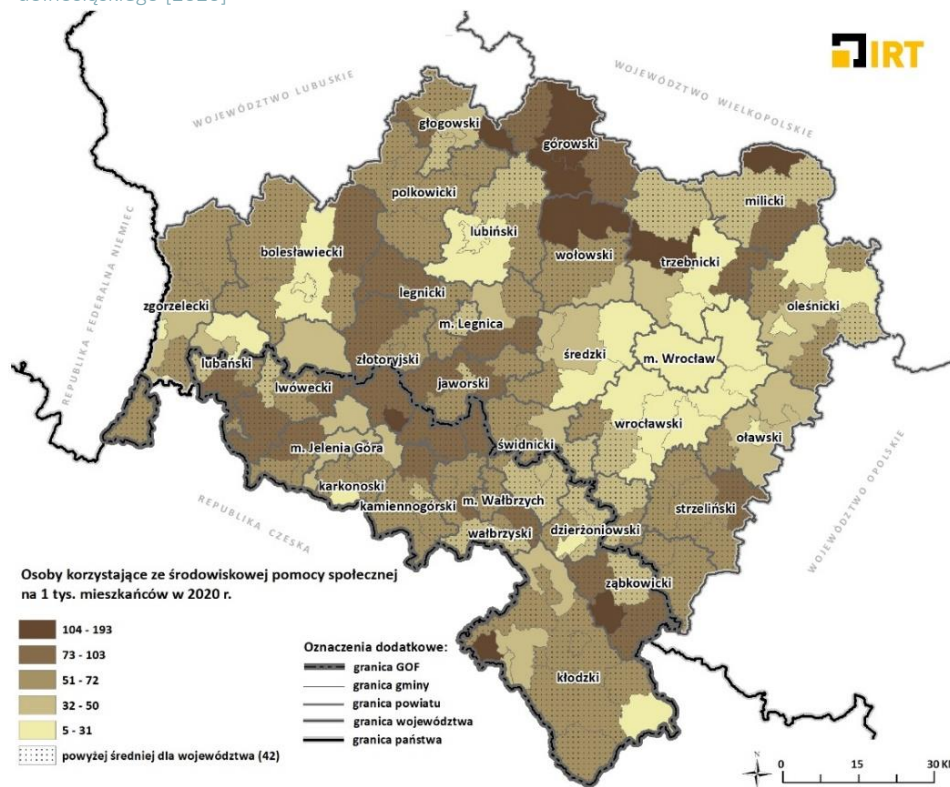 dolnośląskiego [2020]
IRT
WOJEWÓDZTWO LUBUSKIE
WOJEWÓDZTWO WIELKOPOLSKIE
REPUBLIKA FEDERALNA NIEMIEC
głogowski
górowski
polkowicki
milicki
lubiński
bolesławiecki
wołowski
trzebnicki
zgorzelecki
legnicki
oleśnicki
m. Legnica
lubański
złotoryjski
średzki
m. Wrocław
lwówecki
jaworski
wrocławski
oławski
m. Jelenia Góra
świdnicki
karkonoski
kamiennogórski
m. Wałbrzych
strzeliński
wałbrzyski
dzierżoniowski
ząbkowicki
kłodzki
REPUBLIKA CZESKA
WOJEWÓDZTWO OPOLSKIE
Osoby korzystające ze środowiskowej pomocy społecznej
na 1 tys. mieszkańców w 2020 r.
104 - 193
73 - 103
51 - 72
32 - 50
5 - 31
powyżej średniej dla województwa (42)
Oznaczenia dodatkowe:
granica GOF
granica gminy
granica powiatu
granica województwa
granica państwa
N
0 15 30 K